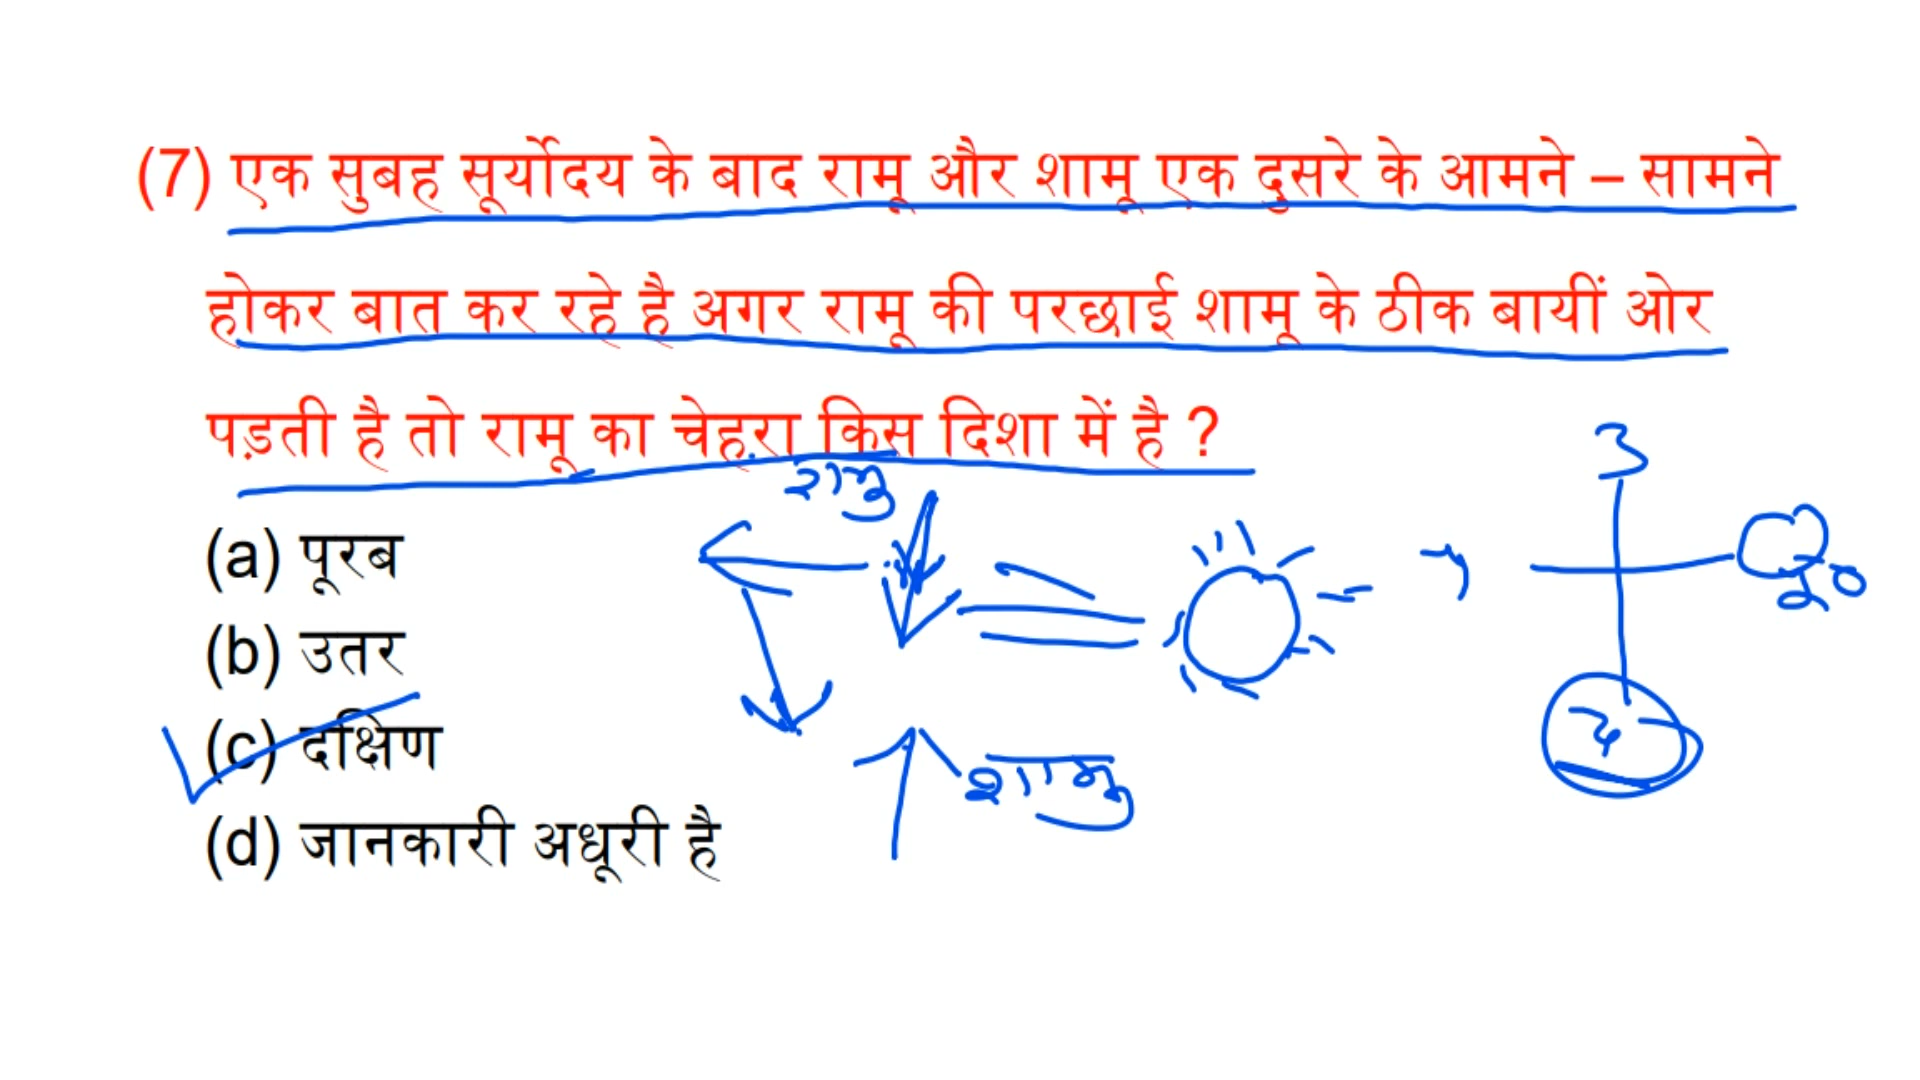 (7) एक सुबह सूर्योदय के बाद रामू और शामू एक दुसरे के आमने – सामने
होकर बात कर रहे है अगर रामू की परछाई शामू के ठीक बायीं ओर
पड़ती है तो रामू का चेहरा किस दिशा में है ?
(a) पूरब
(b) उतर
(c) दक्षिण
(d) जानकारी अधूरी है
रामु
शामु
उ
पू०
द